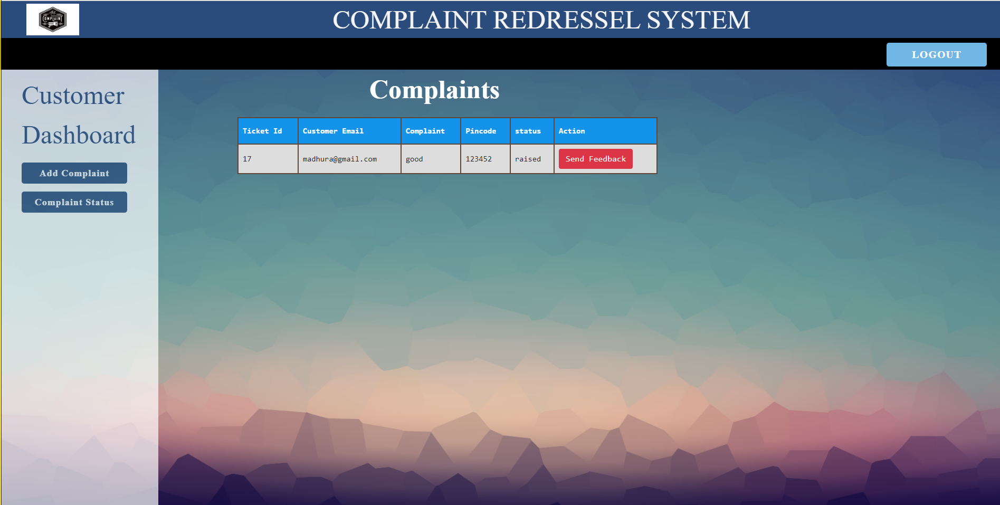 THE
COMPLAINT
COMPLAINT REDRESSEL SYSTEM
LOGOUT
Customer
Dashboard
Add Complaint
Complaint Status
Complaints
Ticket Id Customer Email Complaint Pincode status Action
17 madhura@gmail.com good 123452 raised Send Feedback